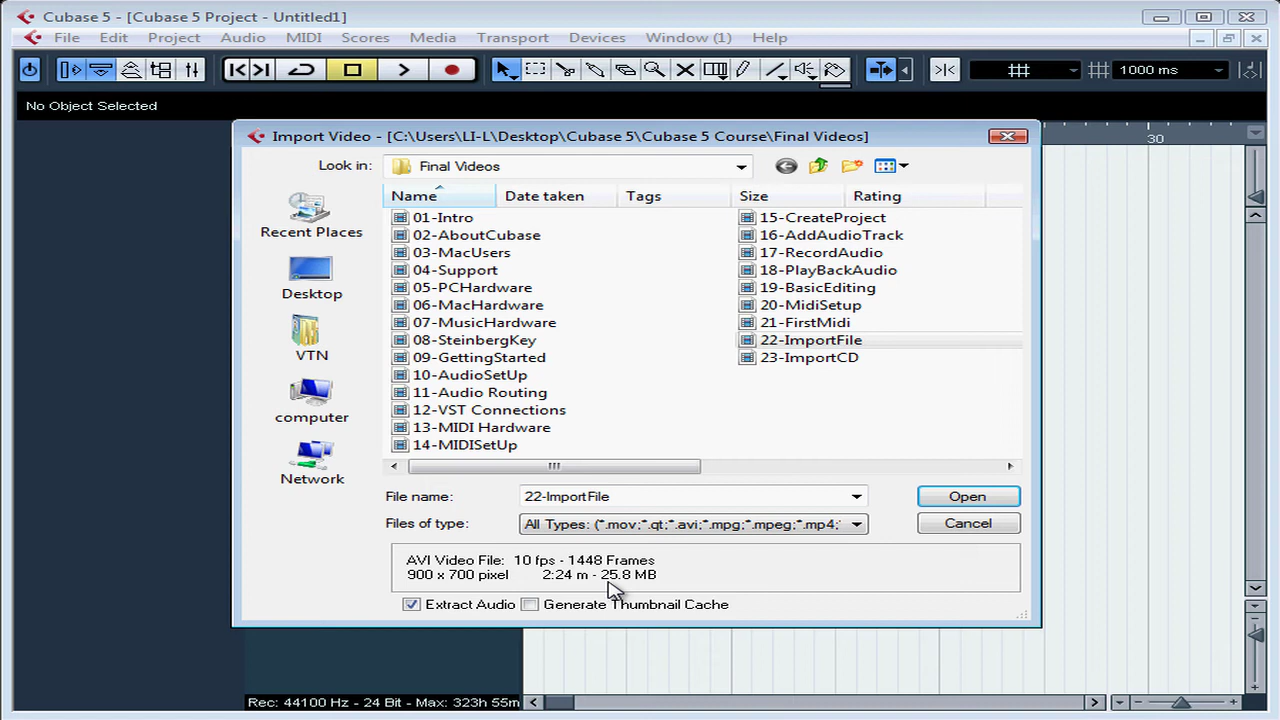 Cubase 5 - [Cubase 5 Project - Untitled1]
File Edit Project Audio MIDI Scores Media Transport Devices Window (1) Help
1000 ms
No Object Selected
30
Import Video - [C:\Users\LI-L\Desktop\Cubase 5\Cubase 5 Course\Final Videos]
Look in: Final Videos
Name Date taken Tags Size Rating
Recent Places
Desktop
VTN
computer
Network
01-Intro
02-AboutCubase
03-MacUsers
04-Support
05-PCHardware
06-MacHardware
07-MusicHardware
08-SteinbergKey
09-GettingStarted
10-AudioSetUp
11-Audio Routing
12-VST Connections
13-MIDI Hardware
14-MIDISetUp
15-CreateProject
16-AddAudioTrack
17-RecordAudio
18-PlayBackAudio
19-BasicEditing
20-MidiSetup
21-FirstMidi
22-ImportFile
23-ImportCD
File name: 22-ImportFile Open
Files of type: All Types: (*.mov;*.qt;*.avi;*.mpg;*.mpeg;*.mp4; Cancel
AVI Video File: 10 fps - 1448 Frames
900 x 700 pixel 2:24 m - 25.8 MB
Extract Audio Generate Thumbnail Cache
Rec: 44100 Hz - 24 Bit - Max: 323h 55m